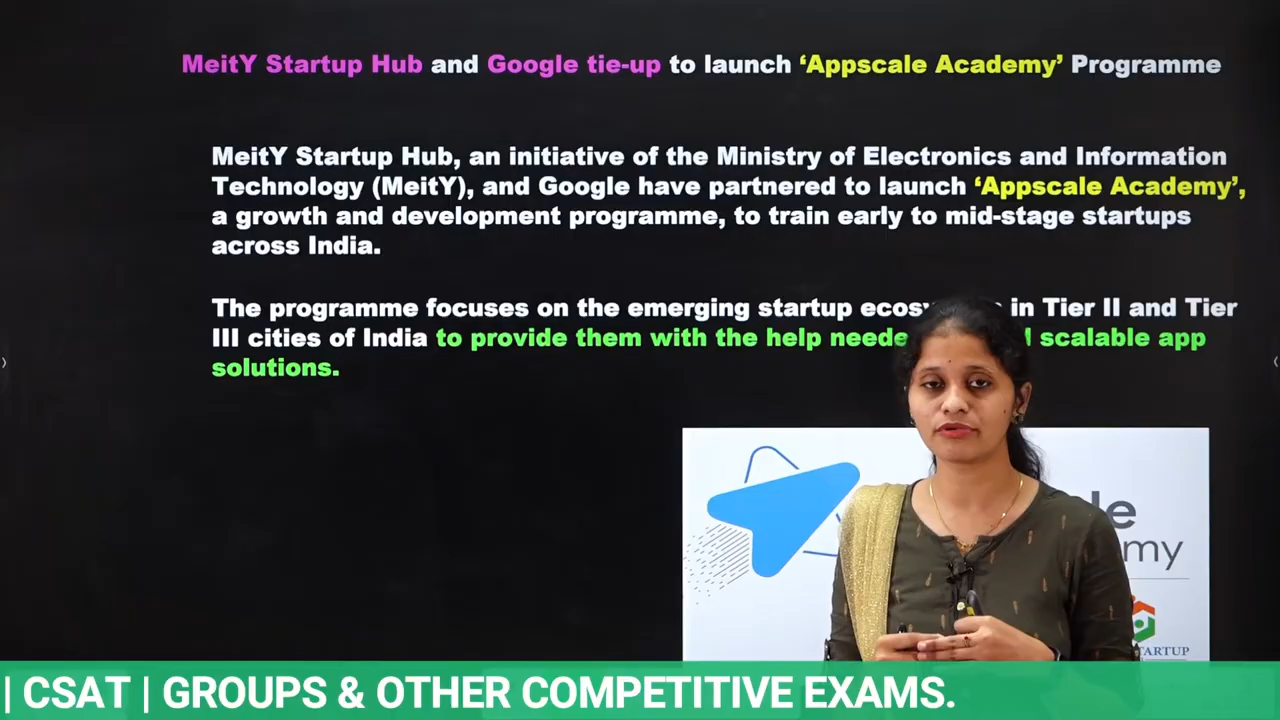 MeitY Startup Hub and Google tie-up to launch ‘Appscale Academy’ Programme
MeitY Startup Hub, an initiative of the Ministry of Electronics and Information
Technology (MeitY), and Google have partnered to launch ‘Appscale Academy’,
a growth and development programme, to train early to mid-stage startups
across India.
The programme focuses on the emerging startup in Tier II and Tier
III cities of India to provide them with the help scalable app
solutions.
| CSAT | GROUPS & OTHER COMPETITIVE EXAMS.